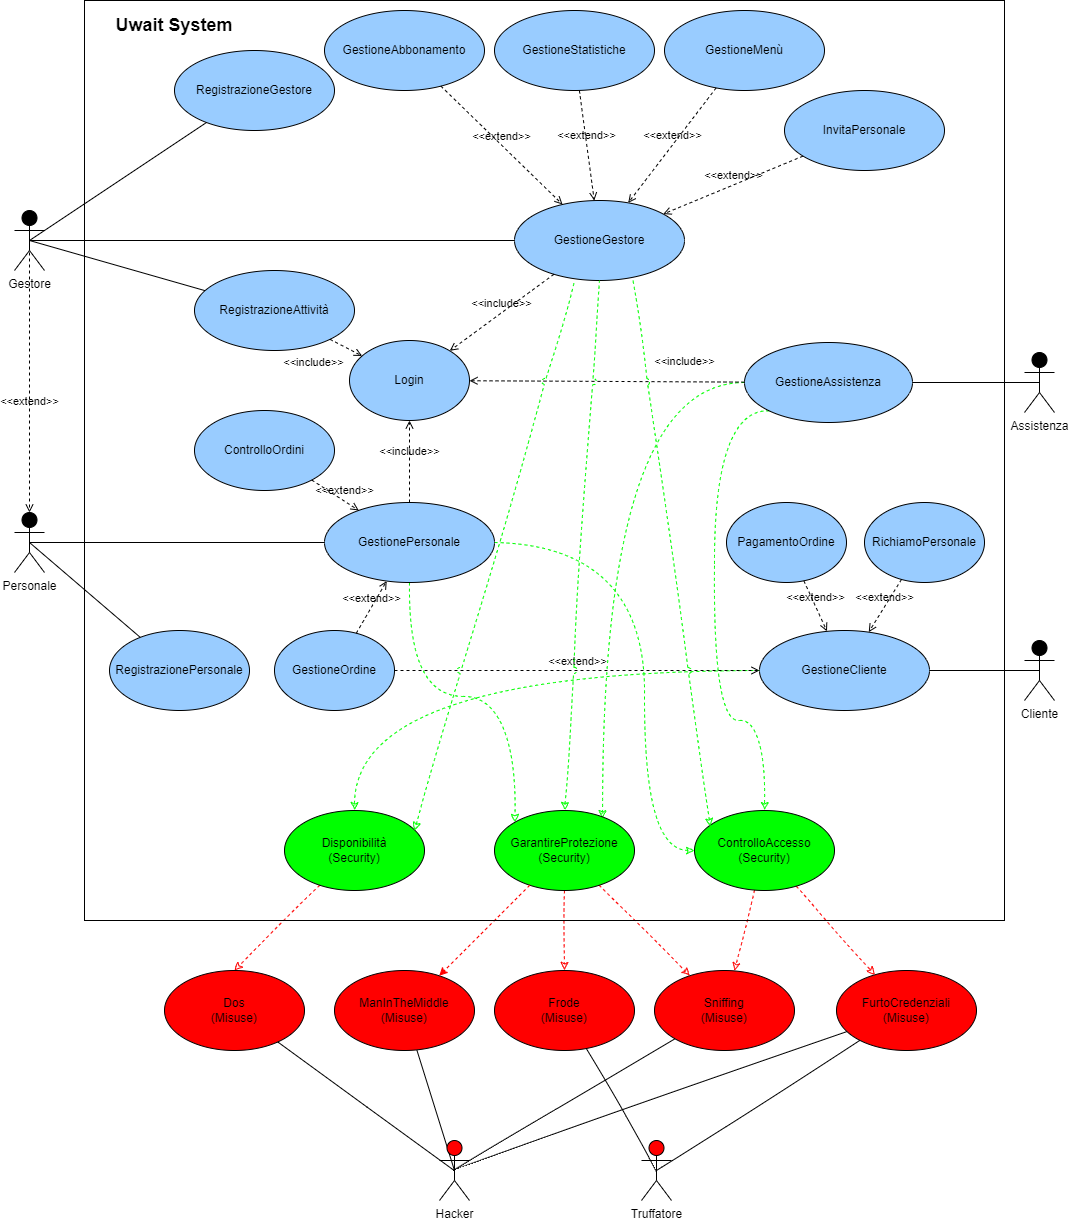 Uwait System
GestioneAbbonamento
GestioneStatistiche
GestioneMenù
RegistrazioneGestore
InvitaPersonale
<<extend>>
<<extend>>
<<extend>>
<<extend>>
GestioneGestore
Gestore
RegistrazioneAttività
<<include>>
<<include>>
<<include>>
Login
GestioneAssistenza
Assistenza
<<extend>>
ControlloOrdini
<<include>>
<<extend>>
GestionePersonale
PagamentoOrdine
RichiamoPersonale
Personale
<<extend>>
<<extend>>
<<extend>>
RegistrazionePersonale
GestioneOrdine
<<extend>>
GestioneCliente
Cliente
Disponibilità
(Security)
GarantireProtezione
(Security)
ControlloAccesso
(Security)
Dos
(Misuse)
ManInTheMiddle
(Misuse)
Frode
(Misuse)
Sniffing
(Misuse)
FurtoCredenziali
(Misuse)
Hacker
Truffatore